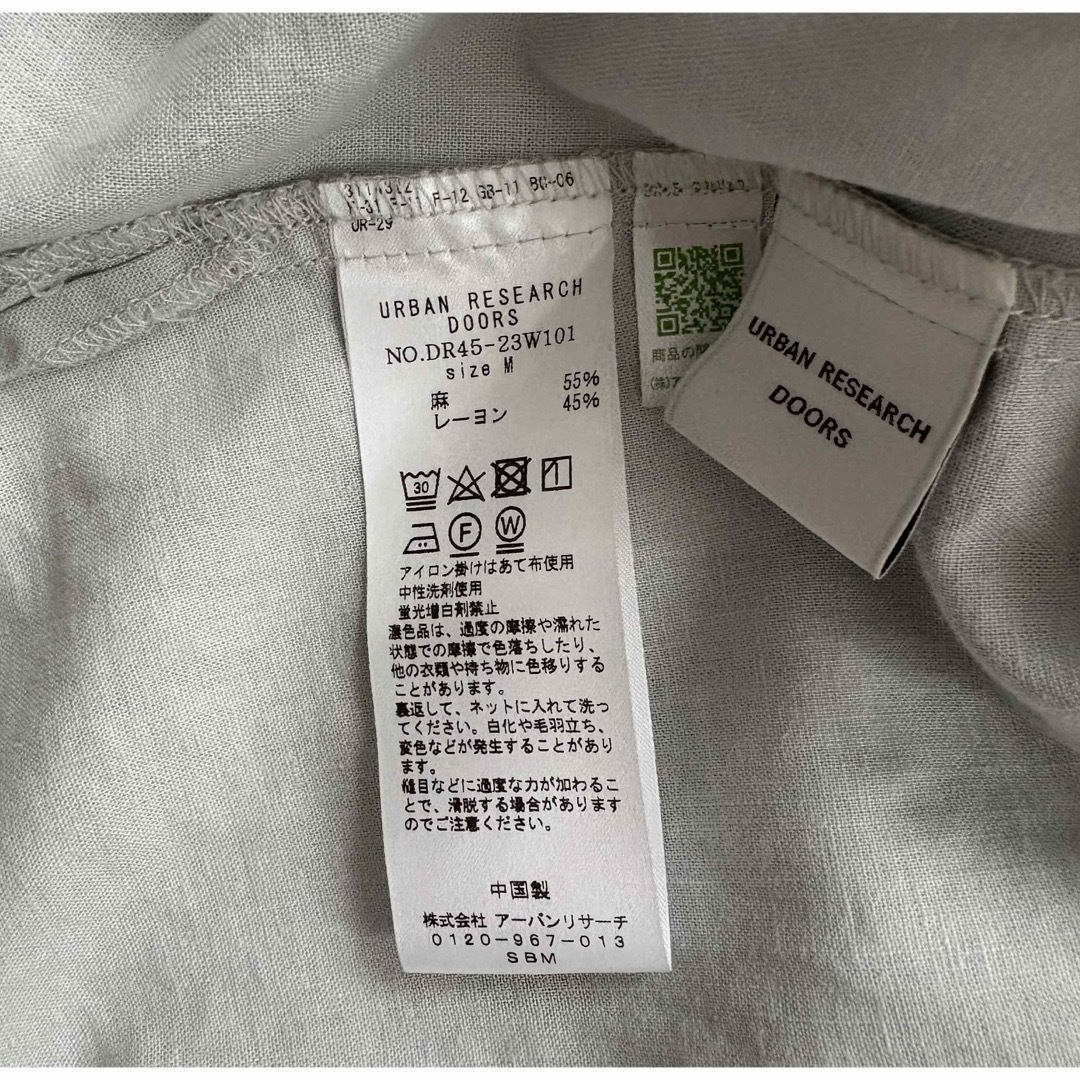 GB-11
UR-29
URBAN RESEARCH
DOORS
NO.DR45-23W101
size M
麻 55%
レーヨン 45%
30
F W
アイロン掛けはあて布使用
中性洗剤使用
蛍光増白剤禁止
濃色品は、過度の摩擦や濡れた
状態での摩擦で色落ちしたり、
他の衣類や持ち物に色移りする
ことがあります。
裏返して、ネットに入れて洗っ
てください。白化や毛羽立ち、
変色などが発生することがあり
ます。
縫目などに過度な力が加わるこ
とで、滑脱する場合があります
のでご注意ください。
中国製
株式会社 アーバンリサーチ
0120-967-013
SBM
商品の
(株)ア
URBAN RESEARCH
DOORS